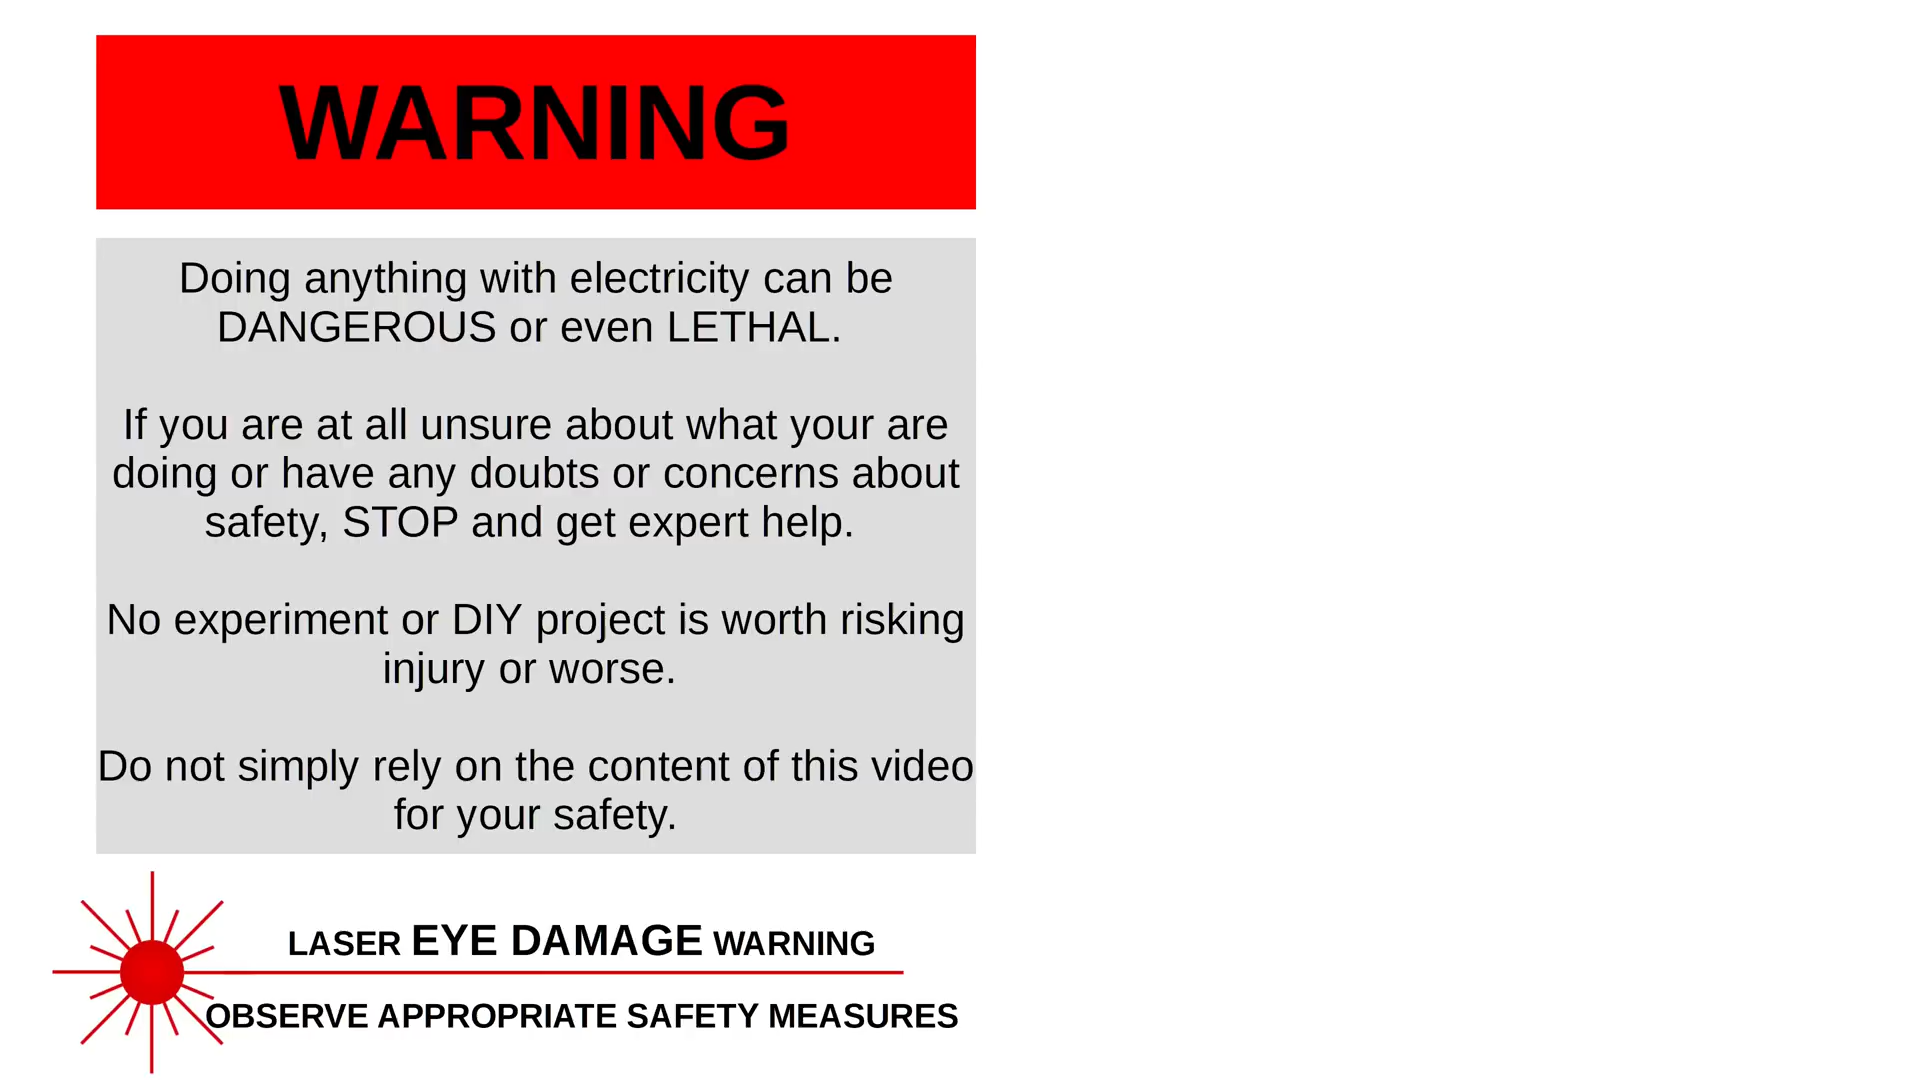 WARNING
Doing anything with electricity can be
DANGEROUS or even LETHAL.
If you are at all unsure about what your are
doing or have any doubts or concerns about
safety, STOP and get expert help.
No experiment or DIY project is worth risking
injury or worse.
Do not simply rely on the content of this video
for your safety.
LASER EYE DAMAGE WARNING
OBSERVE APPROPRIATE SAFETY MEASURES